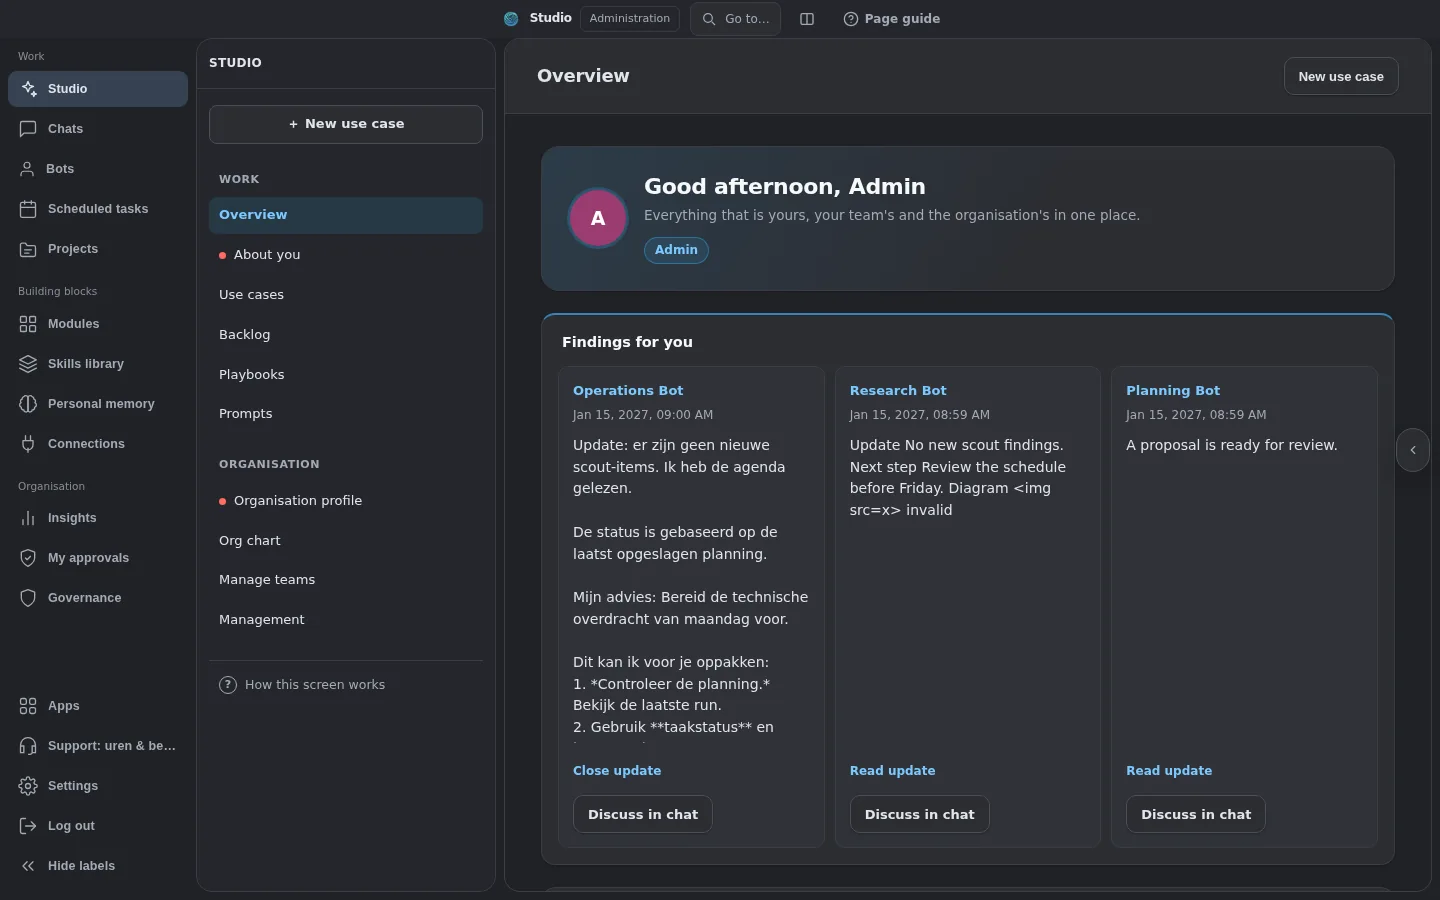 Studio
Administration
Go to...
Page guide
Work
Studio
Chats
Bots
Scheduled tasks
Projects
Building blocks
Modules
Skills library
Personal memory
Connections
Organisation
Insights
My approvals
Governance
Apps
Support: uren & be...
Settings
Log out
Hide labels
STUDIO
+ New use case
WORK
Overview
About you
Use cases
Backlog
Playbooks
Prompts
ORGANISATION
Organisation profile
Org chart
Manage teams
Management
? How this screen works
Overview
New use case
A
Good afternoon, Admin
Everything that is yours, your team's and the organisation's in one place.
Admin
Findings for you
Operations Bot
Jan 15, 2027, 09:00 AM
Update: er zijn geen nieuwe
scout-items. Ik heb de agenda
gelezen.
De status is gebaseerd op de
laatst opgeslagen planning.
Mijn advies: Bereid de technische
overdracht van maandag voor.
Dit kan ik voor je oppakken:
1. *Controleer de planning.*
Bekijk de laatste run.
2. Gebruik **taakstatus** en
Close update
Discuss in chat
Research Bot
Jan 15, 2027, 08:59 AM
Update No new scout findings.
Next step Review the schedule
before Friday. Diagram <img
src=x> invalid
Read update
Discuss in chat
Planning Bot
Jan 15, 2027, 08:59 AM
A proposal is ready for review.
Read update
Discuss in chat